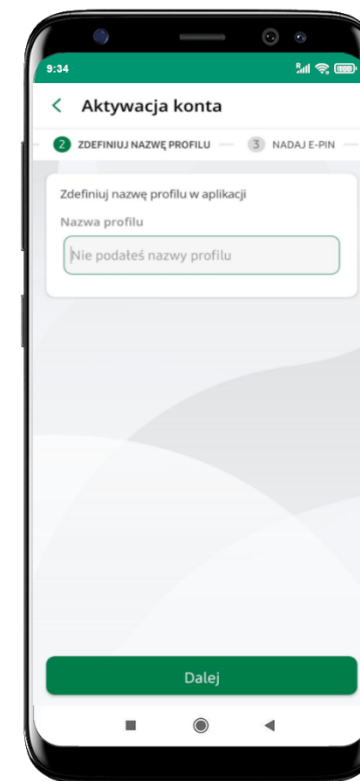 9:34
Aktywacja konta
2 ZDEFINIUJ NAZWĘ PROFILU 3 NADAJ E-PIN
Zdefiniuj nazwę profilu w aplikacji
Nazwa profilu
Nie podałeś nazwy profilu
Dalej